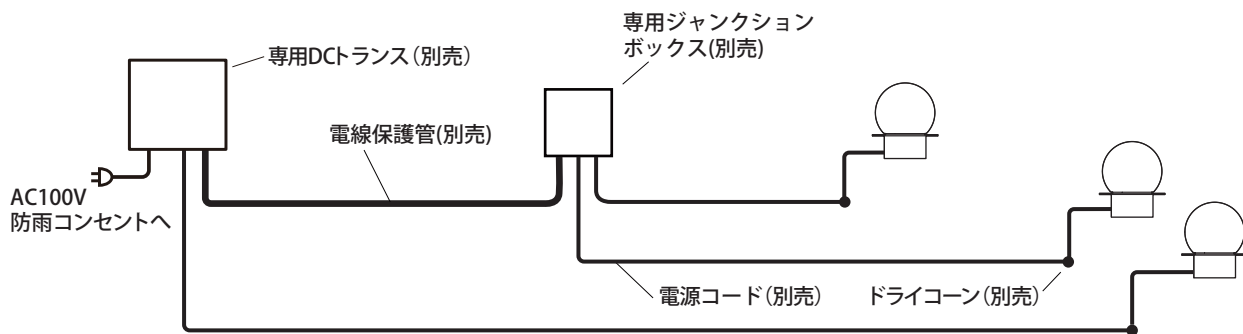 専用DCトランス（別売）
専用ジャンクション
ボックス(別売)
電線保護管(別売)
AC100V
防雨コンセントへ
電源コード（別売）
ドライコーン（別売）